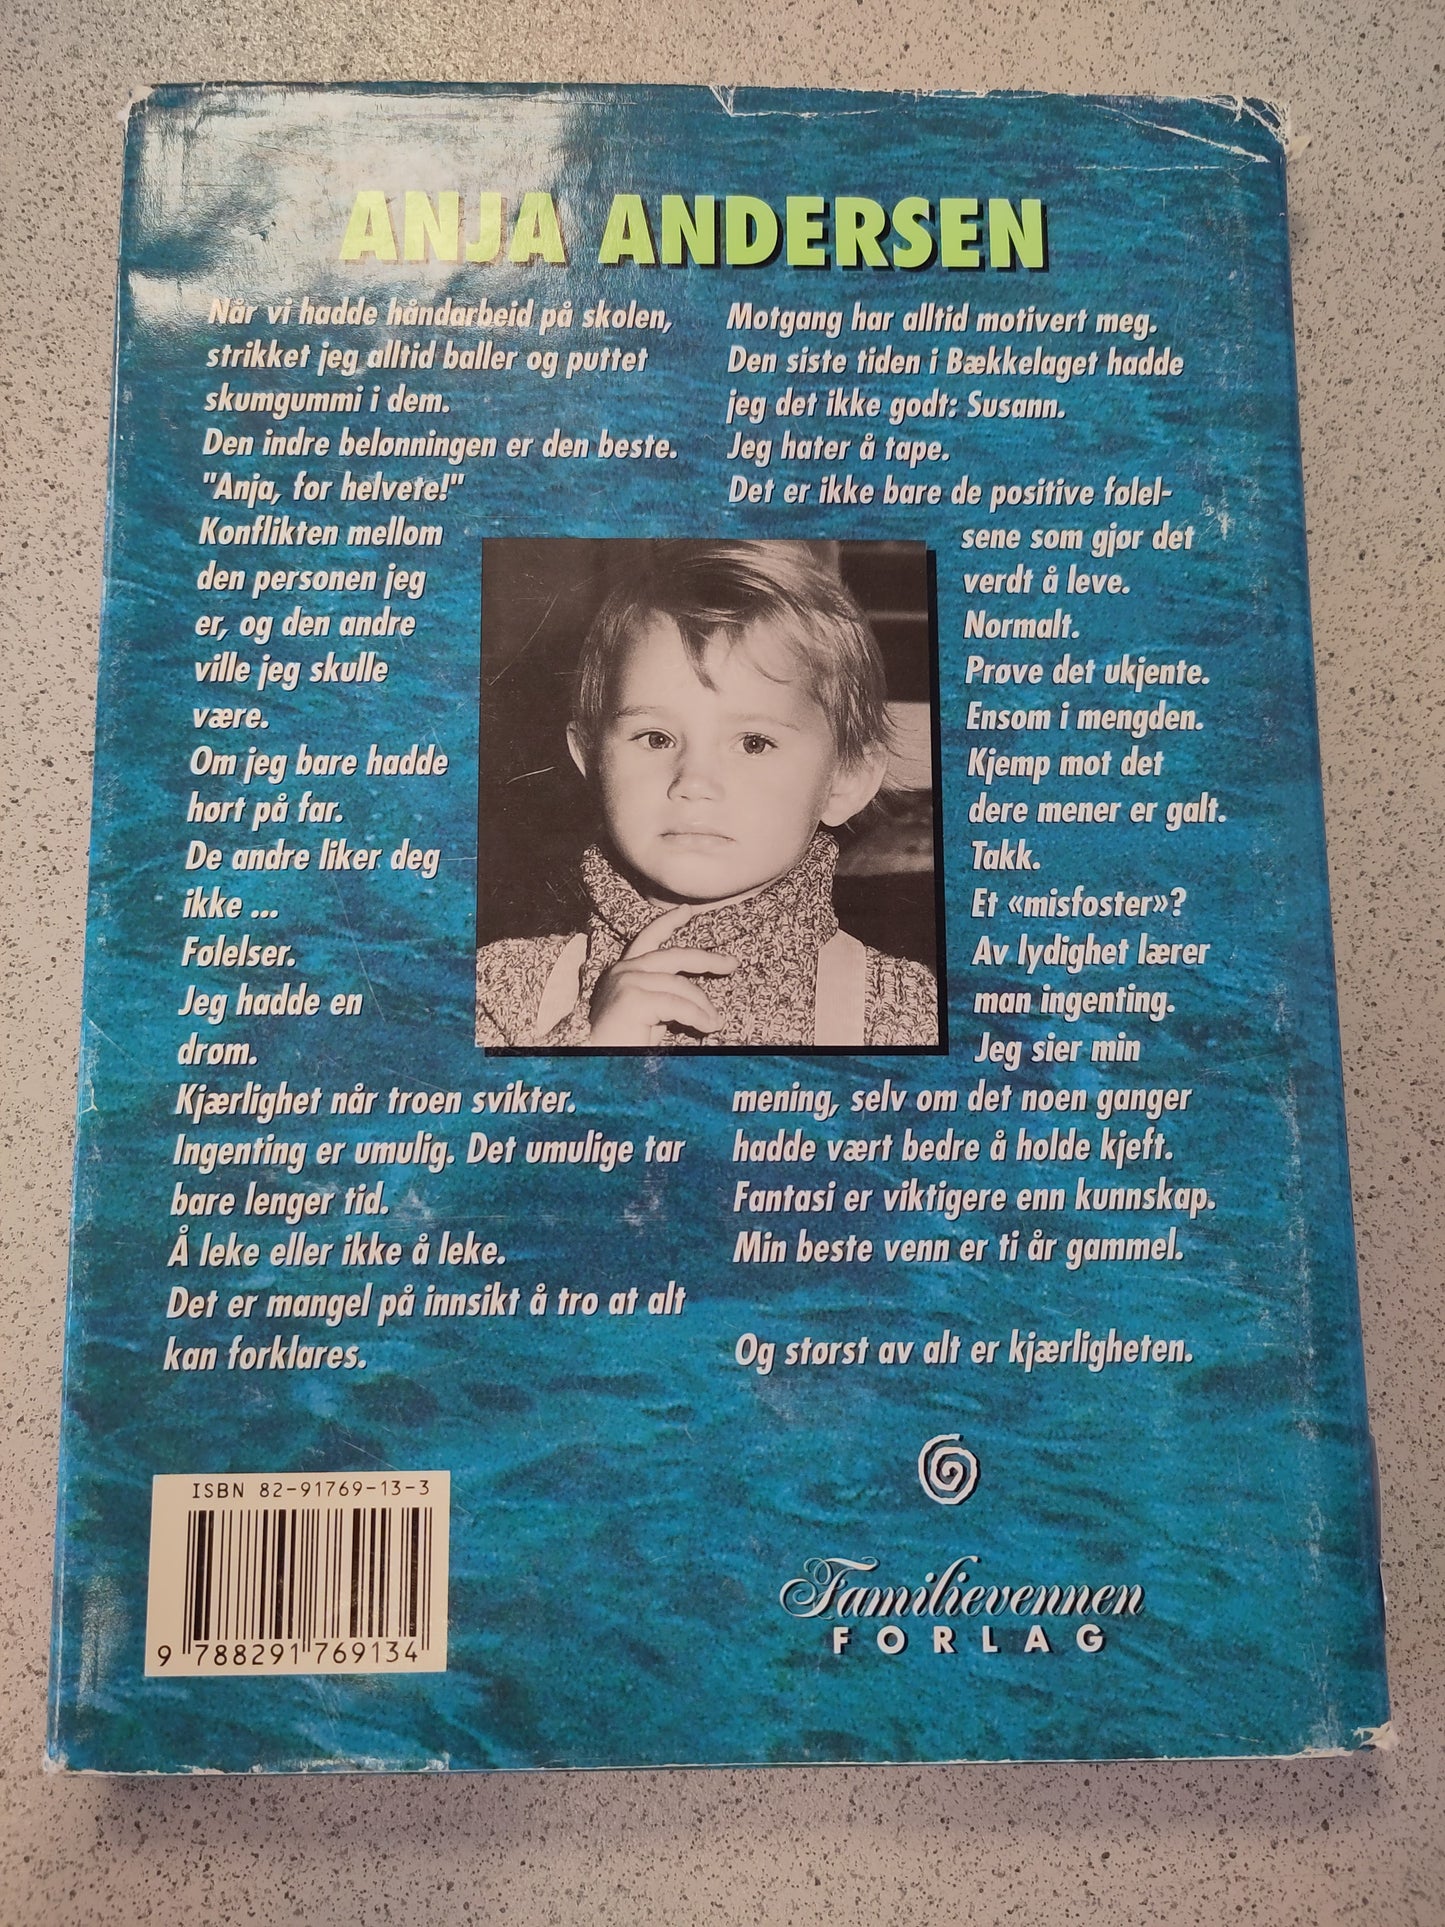 ANJA ANDERSEN
Når vi hadde håndarbeid på skolen,
strikket jeg alltid baller og puttet
skumgummi i dem.
Den indre belønningen er den beste.
"Anja, for helvete!"
Konflikten mellom
den personen jeg
er, og den andre
ville jeg skulle
være.
Om jeg bare hadde
hørt på far.
De andre liker deg
ikke ...
Følelser.
Jeg hadde en
drøm.
Kjærlighet når troen svikter.
Ingenting er umulig. Det umulige tar
bare lenger tid.
Å leke eller ikke å leke.
Det er mangel på innsikt å tro at alt
kan forklares.
Motgang har alltid motivert meg.
Den siste tiden i Bækkelaget hadde
jeg det ikke godt: Susann.
Jeg hater å tape.
Det er ikke bare de positive følel-
sene som gjør det
verdt å leve.
Normalt.
Prøve det ukjente.
Ensom i mengden.
Kjemp mot det
dere mener er galt.
Takk.
Et «misfoster»?
Av lydighet lærer
man ingenting.
Jeg sier min
mening, selv om det noen ganger
hadde vært bedre å holde kjeft.
Fantasi er viktigere enn kunnskap.
Min beste venn er ti år gammel.
Og størst av alt er kjærligheten.
ISBN 82-91769-13-3
9 788291 769134
Familievennen
FORLAG